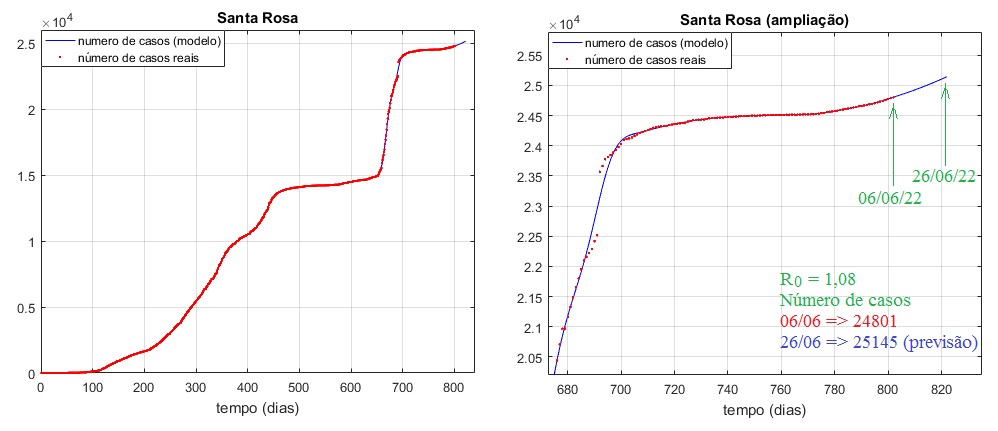 Santa Rosa
×10⁴
numero de casos (modelo)
número de casos reais
2.5
2
1.5
1
0.5
0
0 100 200 300 400 500 600 700 800
tempo (dias)
Santa Rosa (ampliação)
×10⁴
numero de casos (modelo)
número de casos reais
2.55
2.5
2.45
2.4
2.35
2.3
2.25
2.2
2.15
2.1
2.05
26/06/22
06/06/22
R0 = 1,08
Número de casos
06/06 => 24801
26/06 => 25145 (previsão)
680 700 720 740 760 780 800 820
tempo (dias)